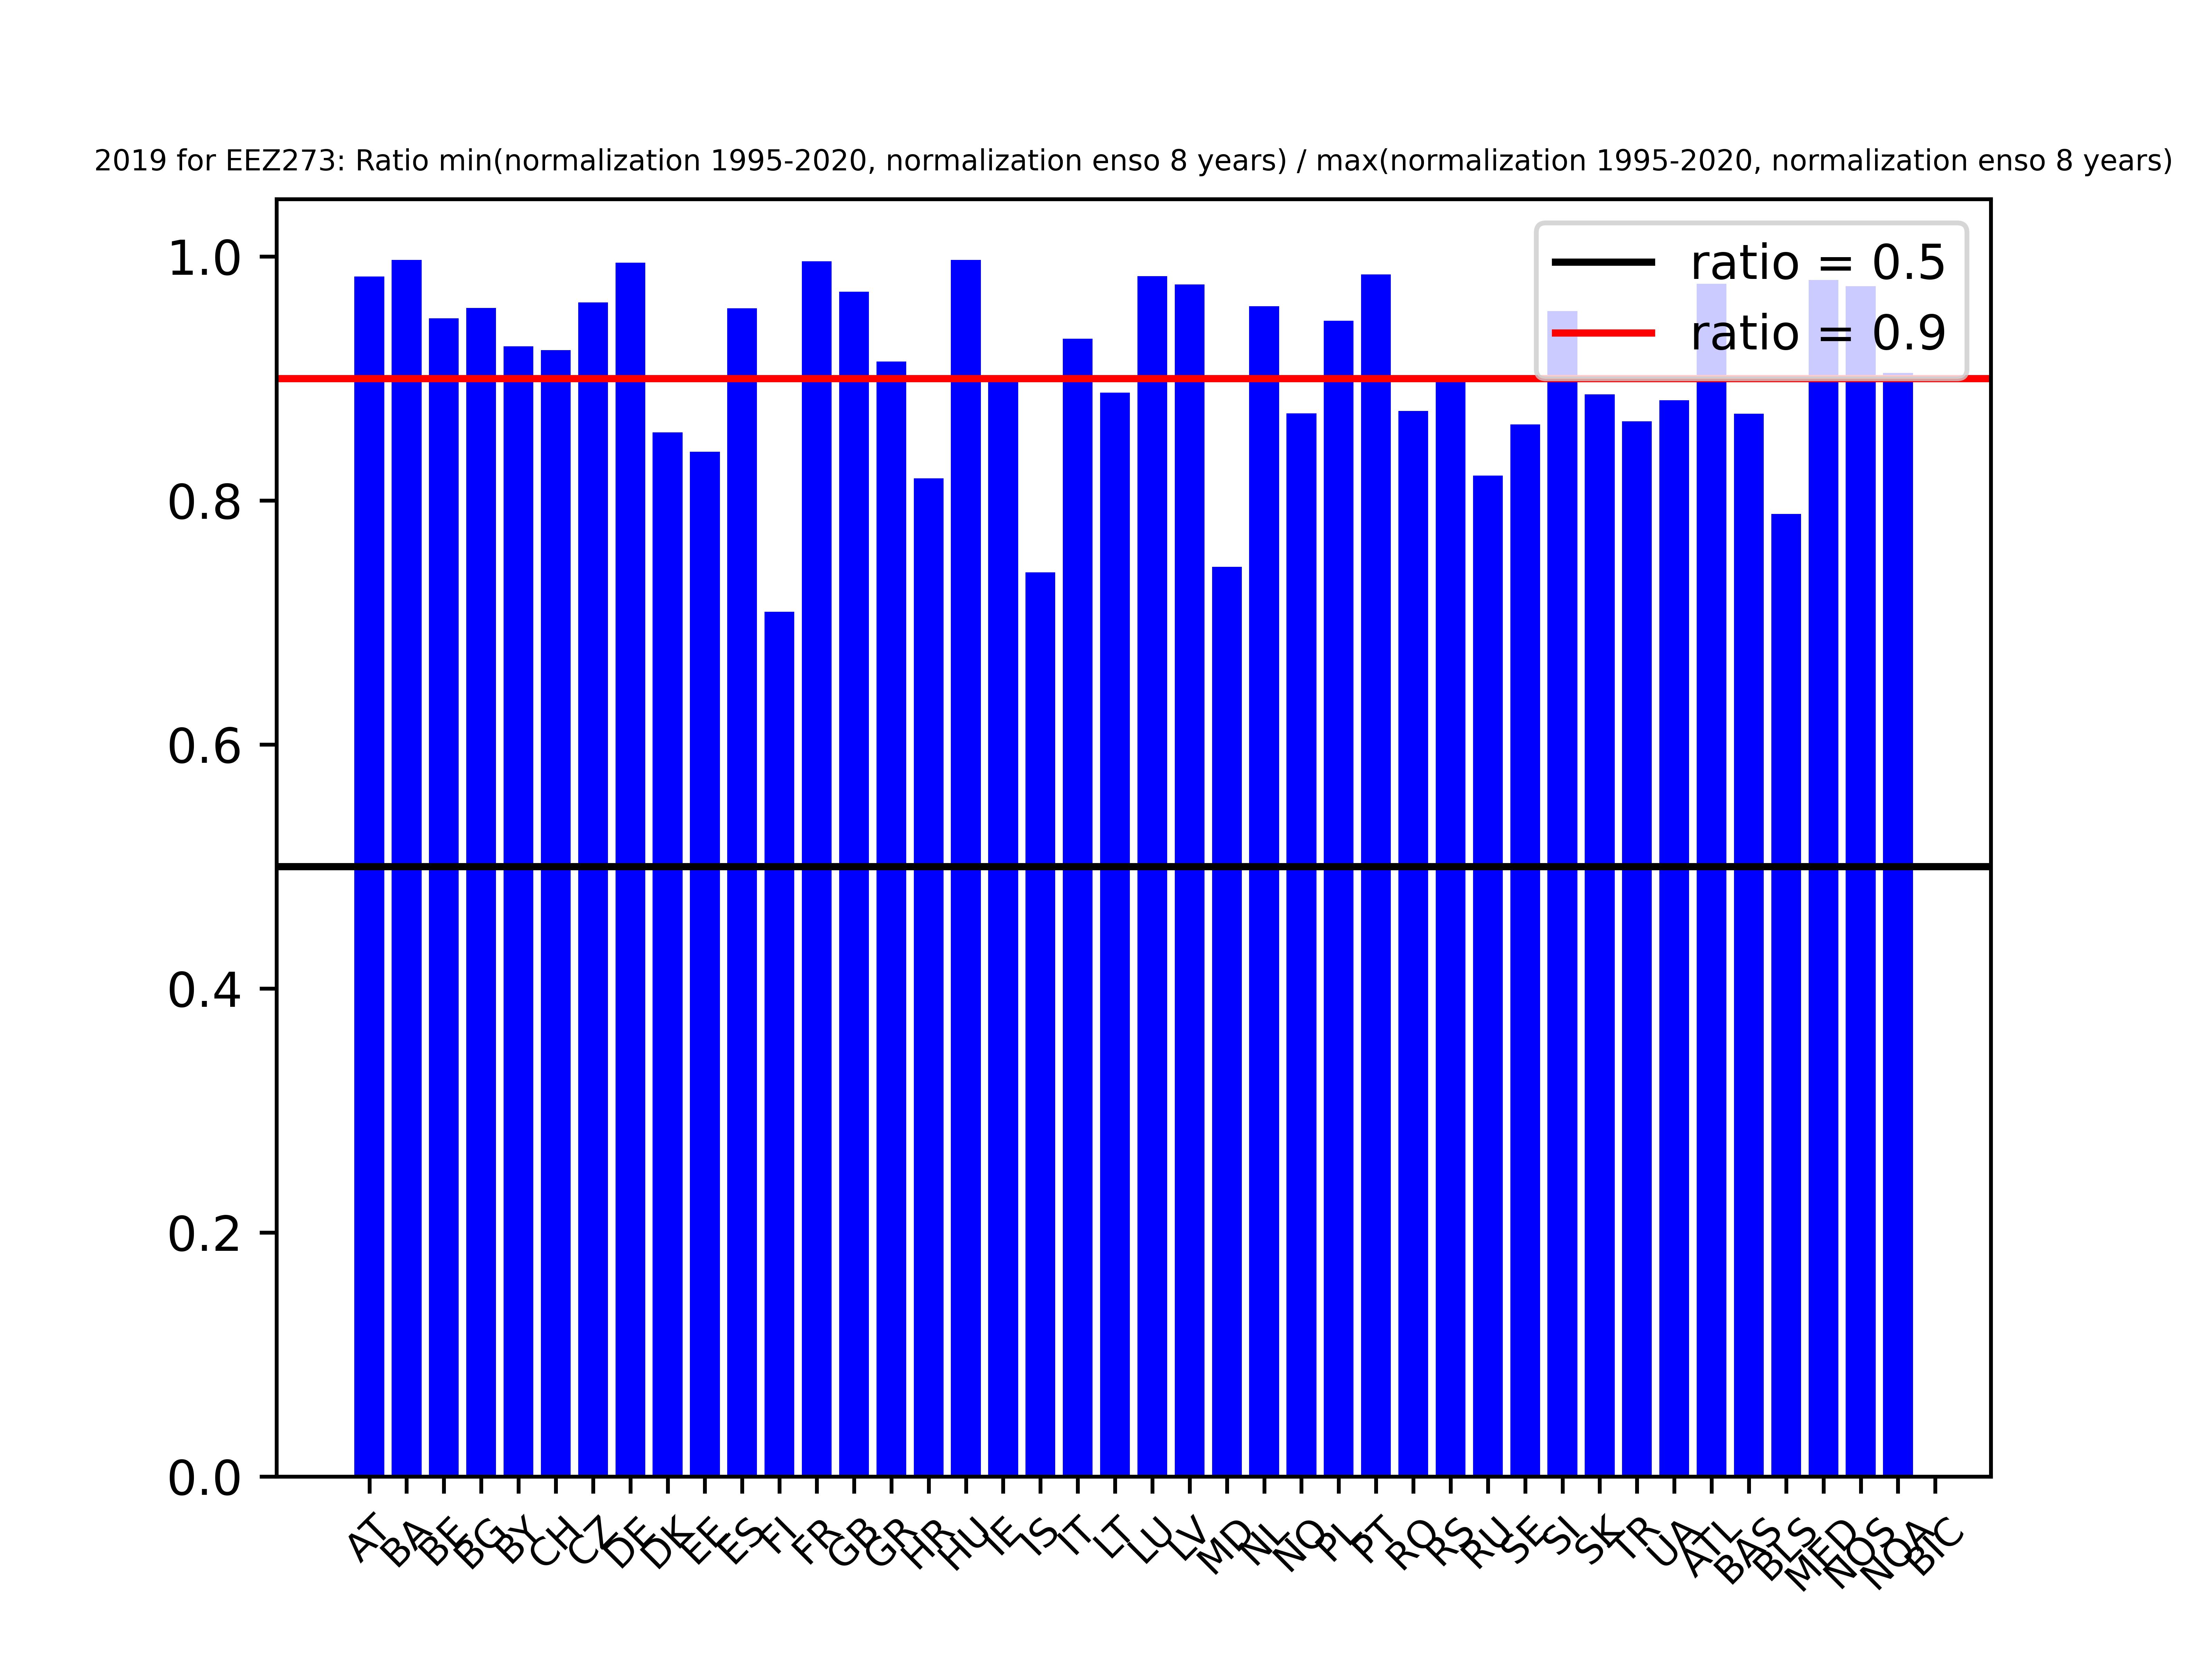 2019 for EEZ273: Ratio min(normalization 1995-2020, normalization enso 8 years) / max(normalization 1995-2020, normalization enso 8 years)
ratio = 0.5
ratio = 0.9
1.0
0.8
0.6
0.4
0.2
0.0
AT BA BE BG BY CH CZ DE DK EE ES FI FR GB GR HR HU IE IS IT LT LU LV MD NL NO PL PT RO RS RU SE SI SK TR UA ATL BAS BLS MED NOS NOA BIC